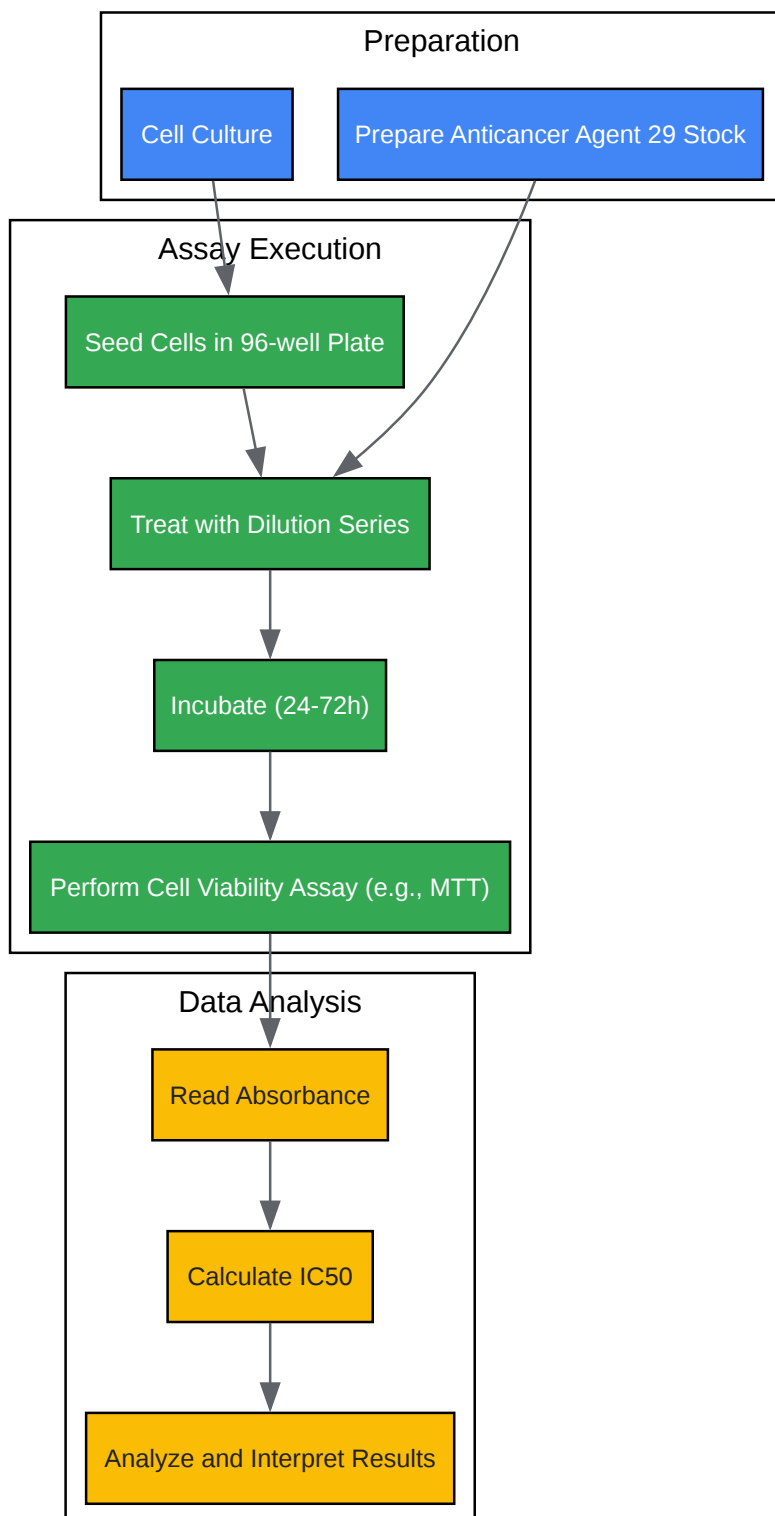 Preparation
Cell Culture
Prepare Anticancer Agent 29 Stock
Assay Execution
Seed Cells in 96-well Plate
Treat with Dilution Series
Incubate (24-72h)
Perform Cell Viability Assay (e.g., MTT)
Data Analysis
Read Absorbance
Calculate IC50
Analyze and Interpret Results